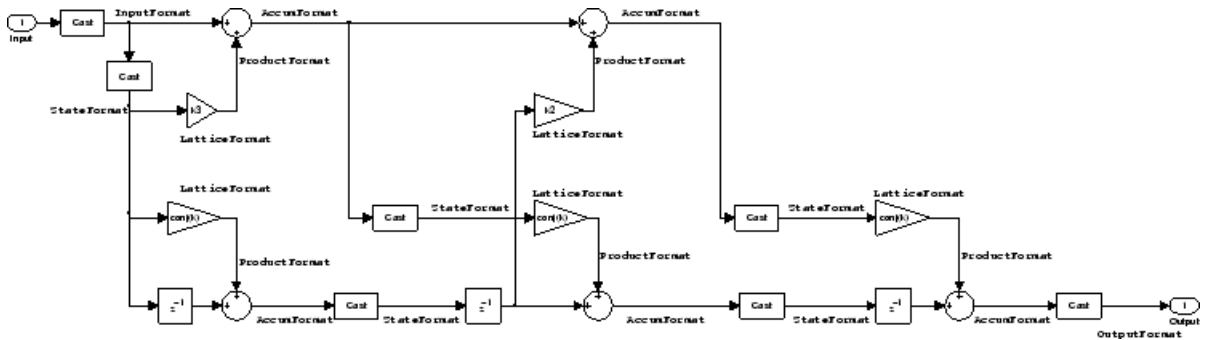 InputFormat AccumFormat AccumFormat
1 Cast + + + +
Input
ProductFormat ProductFormat
Cast
StateFormat k3 k2
LatticeFormat LatticeFormat
LatticeFormat LatticeFormat LatticeFormat
conj(k) Cast StateFormat conj(k) Cast StateFormat conj(k)
ProductFormat ProductFormat ProductFormat
z⁻¹ + + Cast z⁻¹ + + Cast z⁻¹ + + Cast 1
AccumFormat StateFormat AccumFormat StateFormat AccumFormat Output
OutputFormat